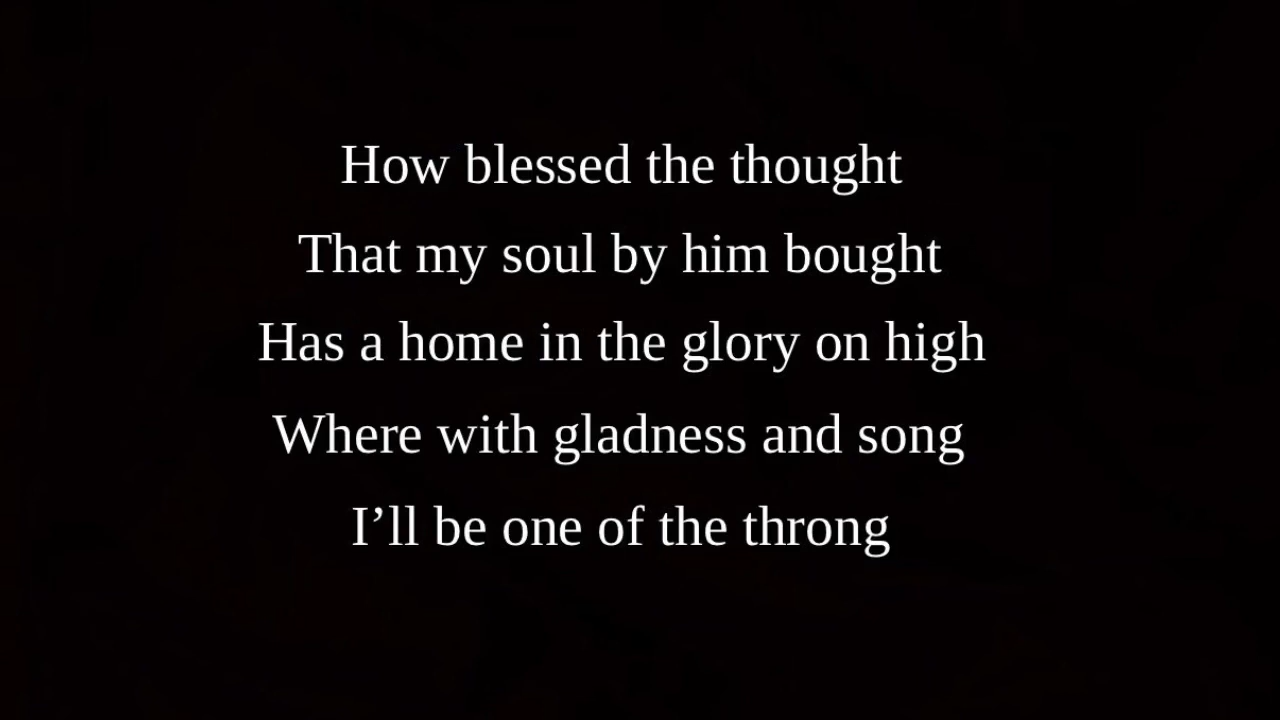 How blessed the thought
That my soul by him bought
Has a home in the glory on high
Where with gladness and song
I’ll be one of the throng